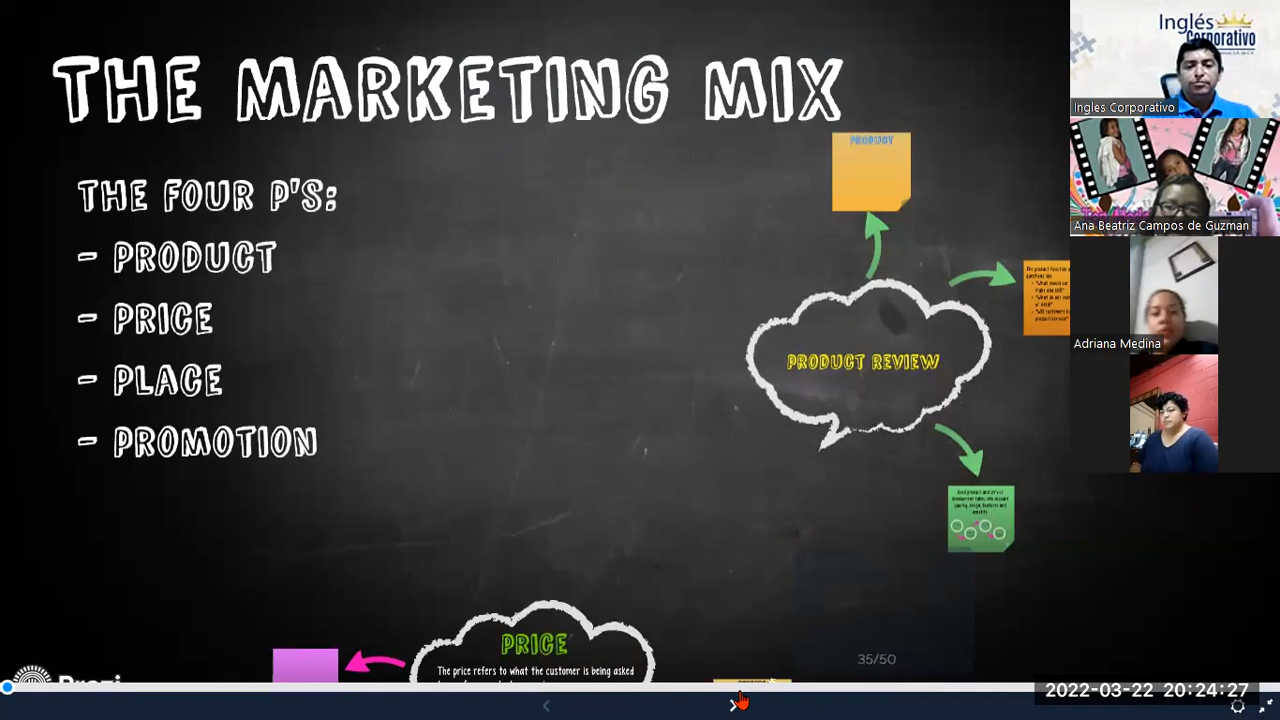 THE MARKETING MIX
THE FOUR P'S:
- PRODUCT
- PRICE
- PLACE
- PROMOTION
PRODUCT
PRODUCT REVIEW
PRICE
The price refers to what the customer is being asked
35/50
Prezi
2022-03-22 20:24:27
Inglés
Corporativo
Ingles Corporativo
Ana Beatriz Campos de Guzman
Adriana Medina